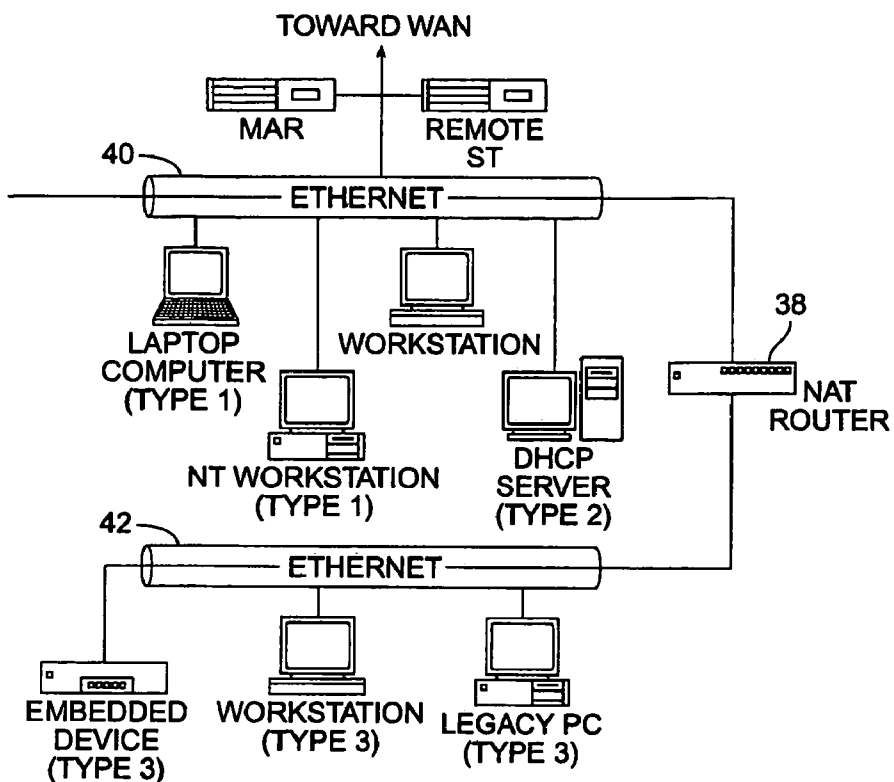 TOWARD WAN
MAR
REMOTE
ST
40
ETHERNET
38
LAPTOP
COMPUTER
(TYPE 1)
WORKSTATION
NAT
ROUTER
NT WORKSTATION
(TYPE 1)
DHCP
SERVER
(TYPE 2)
42
ETHERNET
EMBEDDED
DEVICE
(TYPE 3)
WORKSTATION
(TYPE 3)
LEGACY PC
(TYPE 3)